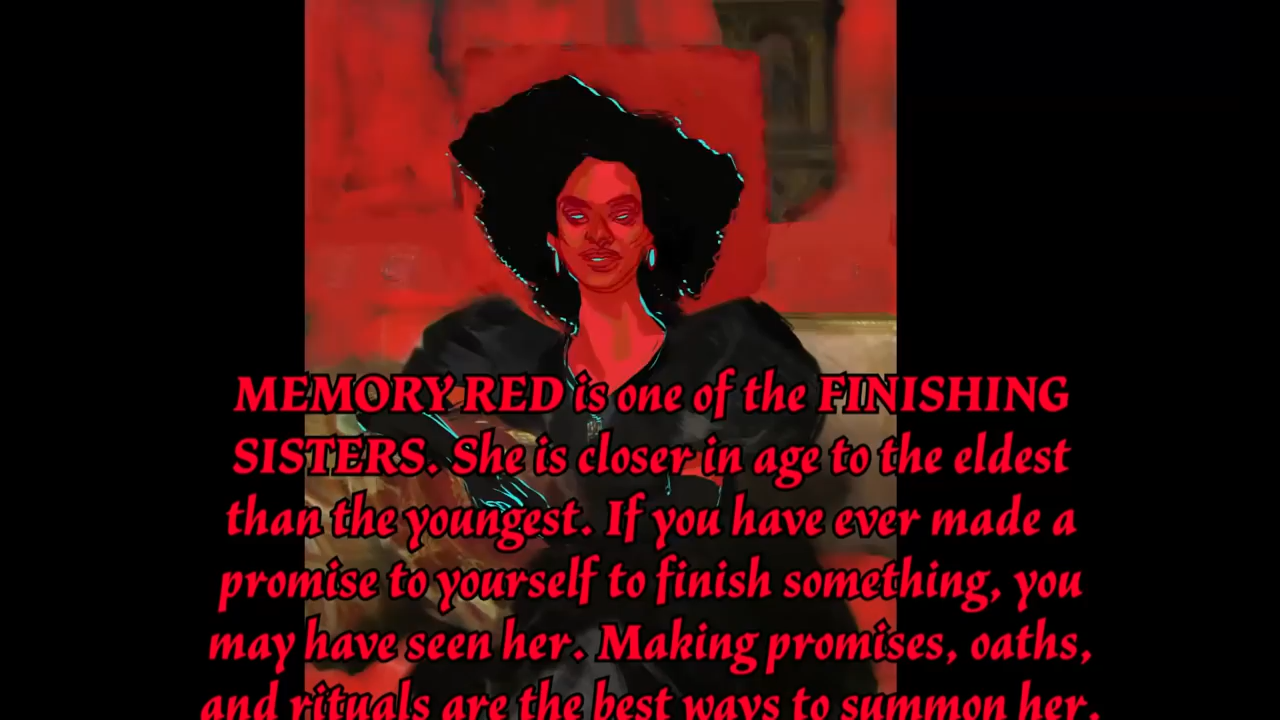 MEMORY RED is one of the FINISHING
SISTERS. She is closer in age to the eldest
than the youngest. If you have ever made a
promise to yourself to finish something, you
may have seen her. Making promises, oaths,
and rituals are the best ways to summon her.